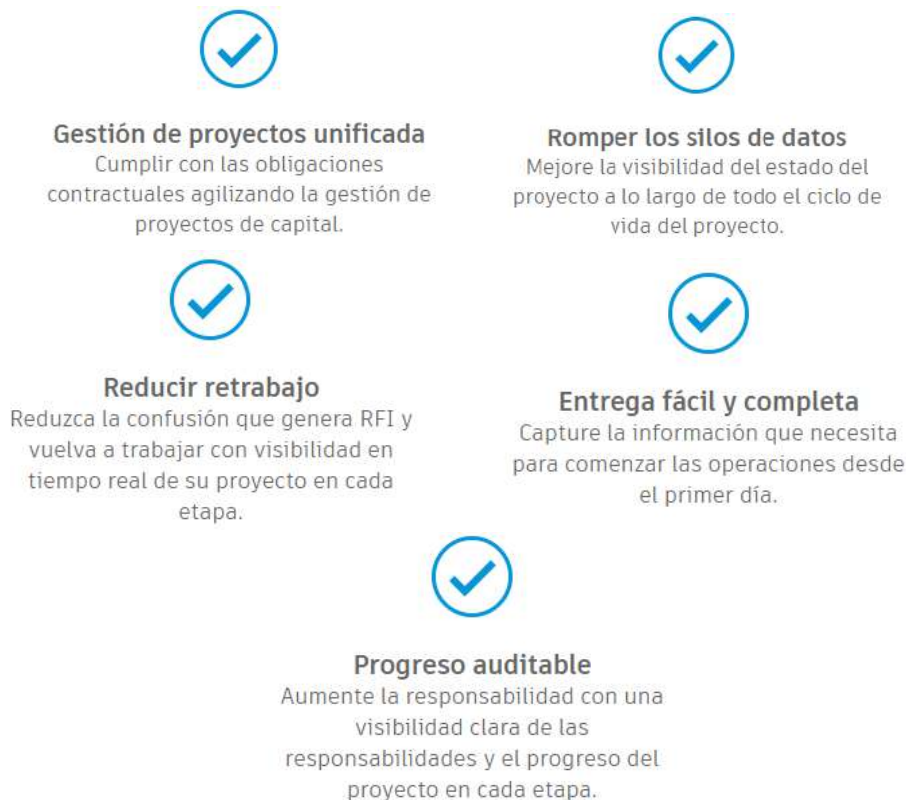 Gestión de proyectos unificada
Cumplir con las obligaciones
contractuales agilizando la gestión de
proyectos de capital.
Romper los silos de datos
Mejore la visibilidad del estado del
proyecto a lo largo de todo el ciclo de
vida del proyecto.
Reducir retrabajo
Reduzca la confusión que genera RFI y
vuelva a trabajar con visibilidad en
tiempo real de su proyecto en cada
etapa.
Entrega fácil y completa
Capture la información que necesita
para comenzar las operaciones desde
el primer día.
Progreso auditable
Aumente la responsabilidad con una
visibilidad clara de las
responsabilidades y el progreso del
proyecto en cada etapa.